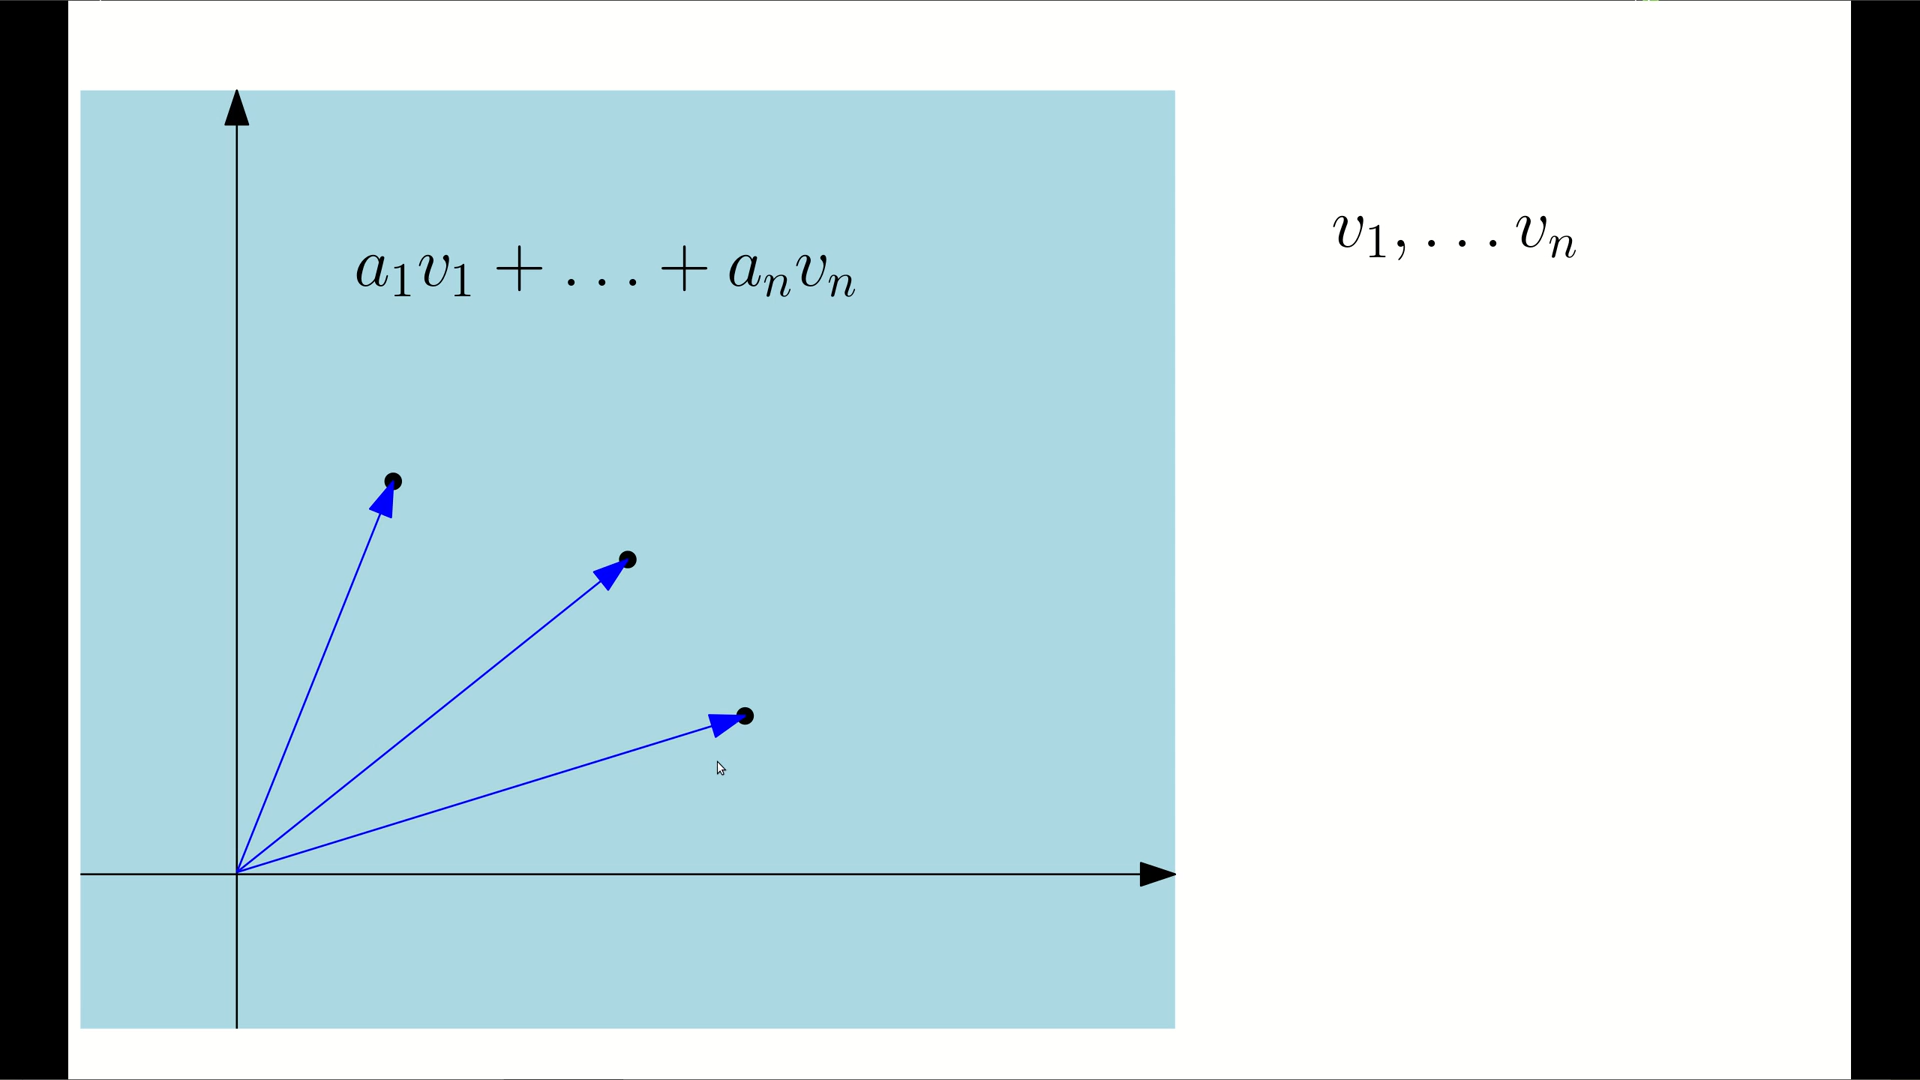 a₁v₁ + … + aₙvₙ
v₁, … vₙ